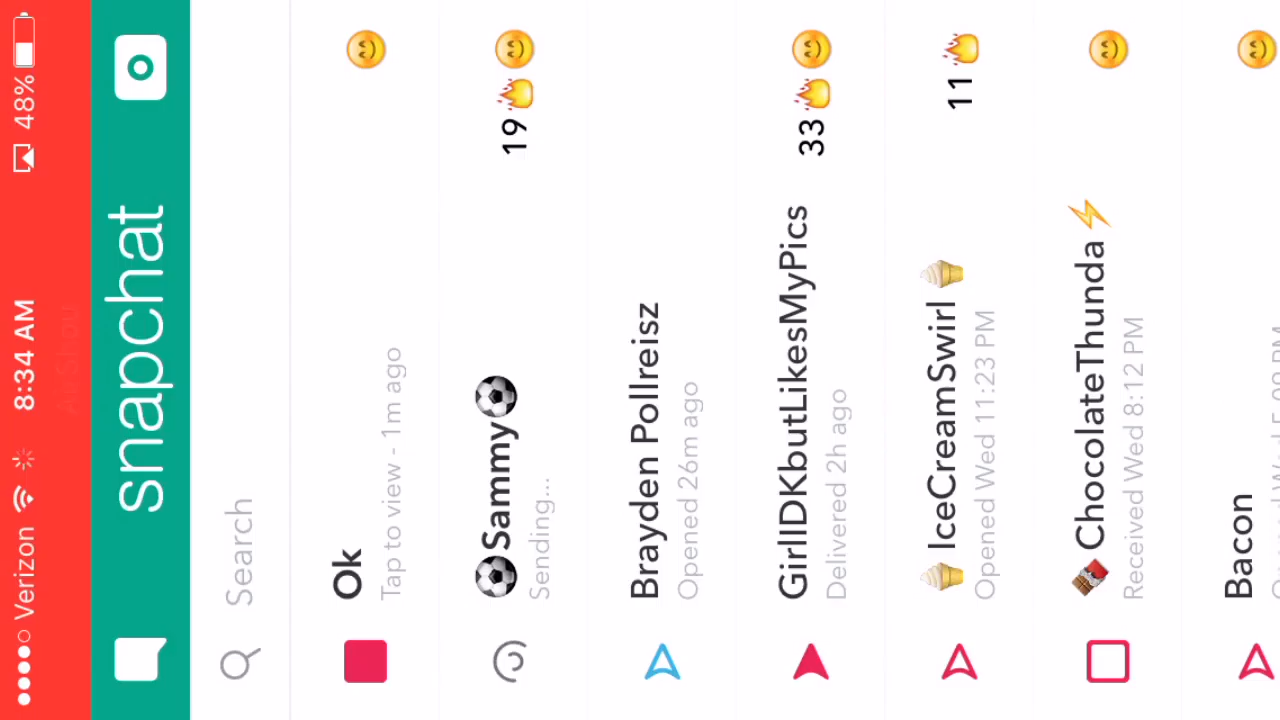 Verizon 8:34 AM 48%
snapchat
Search
Ok
Tap to view - 1m ago
⚽Sammy⚽
Sending...
19🔥😊
Brayden Pollreisz
Opened 26m ago
GirlIDKbutLikesMyPics
Delivered 2h ago
33🔥😊
🍦 IceCreamSwirl 🍦
Opened Wed 11:23 PM
11🔥
🍫 ChocolateThunda ⚡
Received Wed 8:12 PM
Bacon